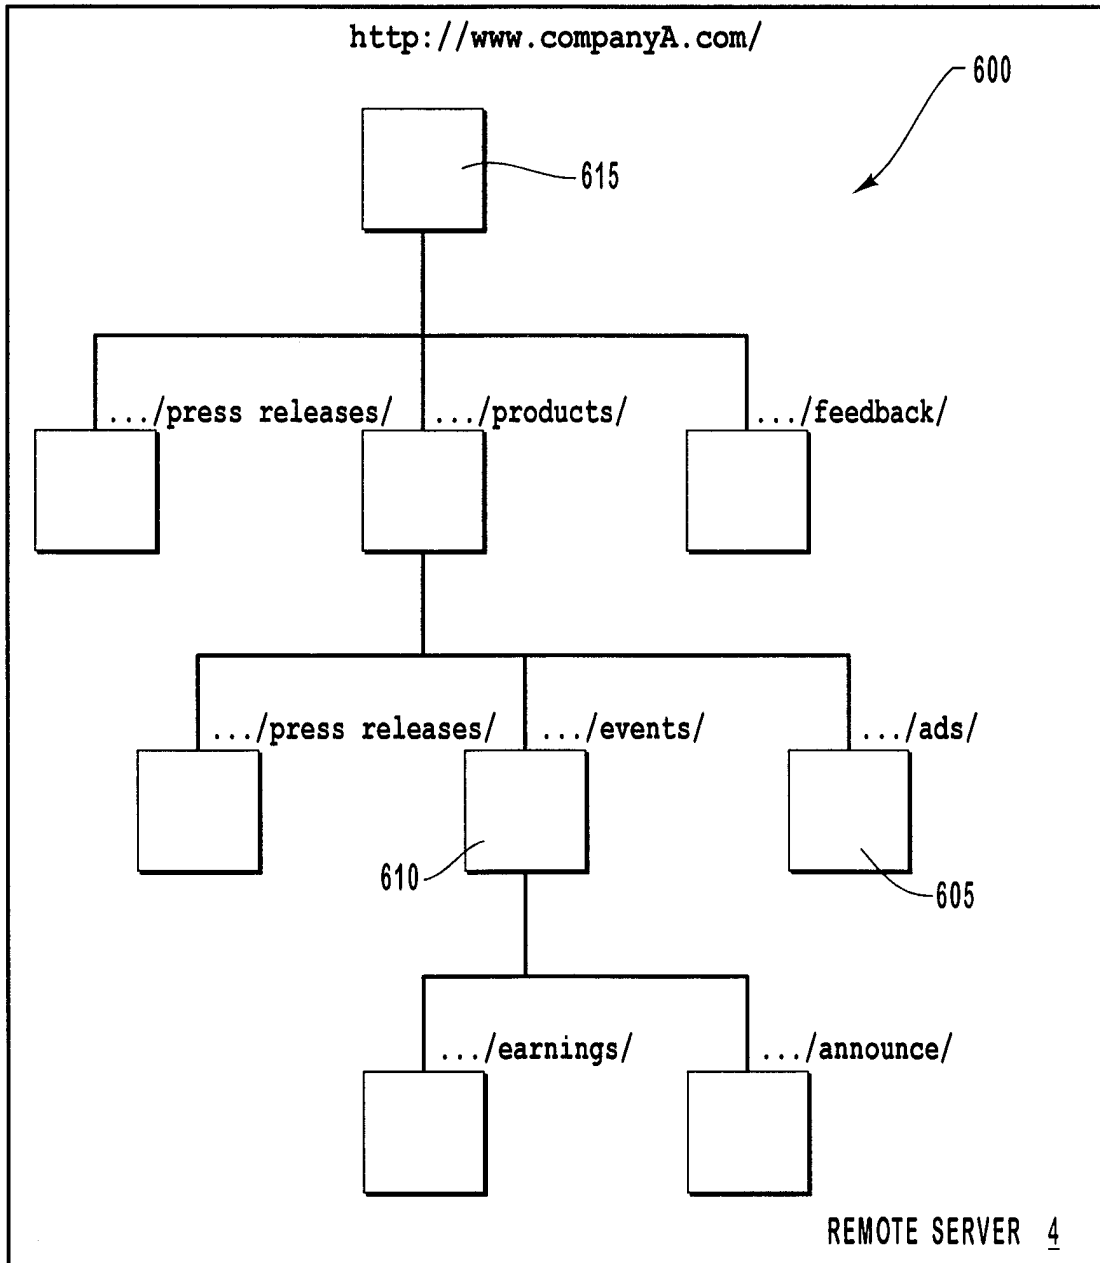 http://www.companyA.com/
600
615
.../press releases/ .../products/ .../feedback/
.../press releases/ .../events/ .../ads/
610
605
.../earnings/ .../announce/
REMOTE SERVER 4